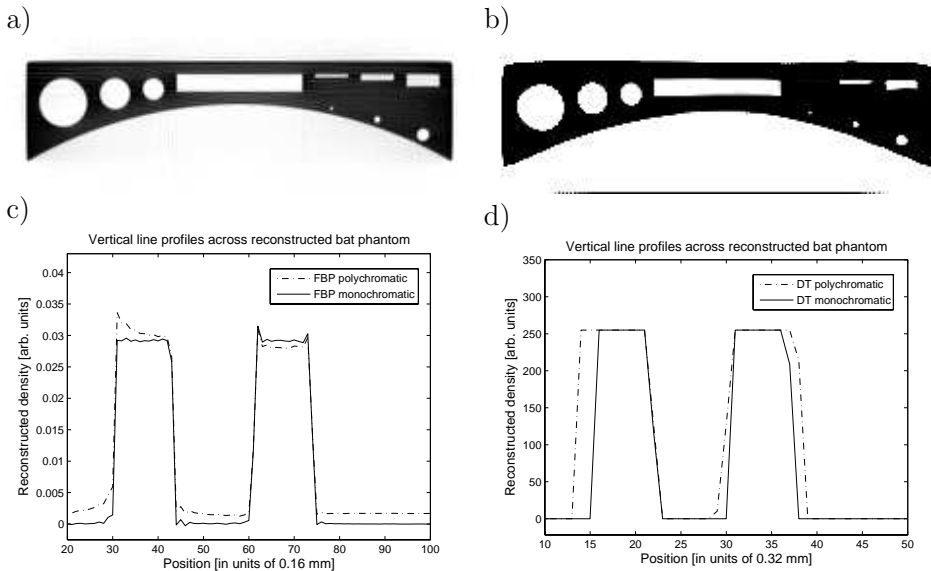 a)
b)
c)
Vertical line profiles across reconstructed bat phantom
FBP polychromatic
FBP monochromatic
Reconstructed density [arb. units]
0.04
0.035
0.03
0.025
0.02
0.015
0.01
0.005
0
20 30 40 50 60 70 80 90 100
Position [in units of 0.16 mm]
d)
Vertical line profiles across reconstructed bat phantom
DT polychromatic
DT monochromatic
Reconstructed density [arb. units]
350
300
250
200
150
100
50
0
10 15 20 25 30 35 40 45 50
Position [in units of 0.32 mm]